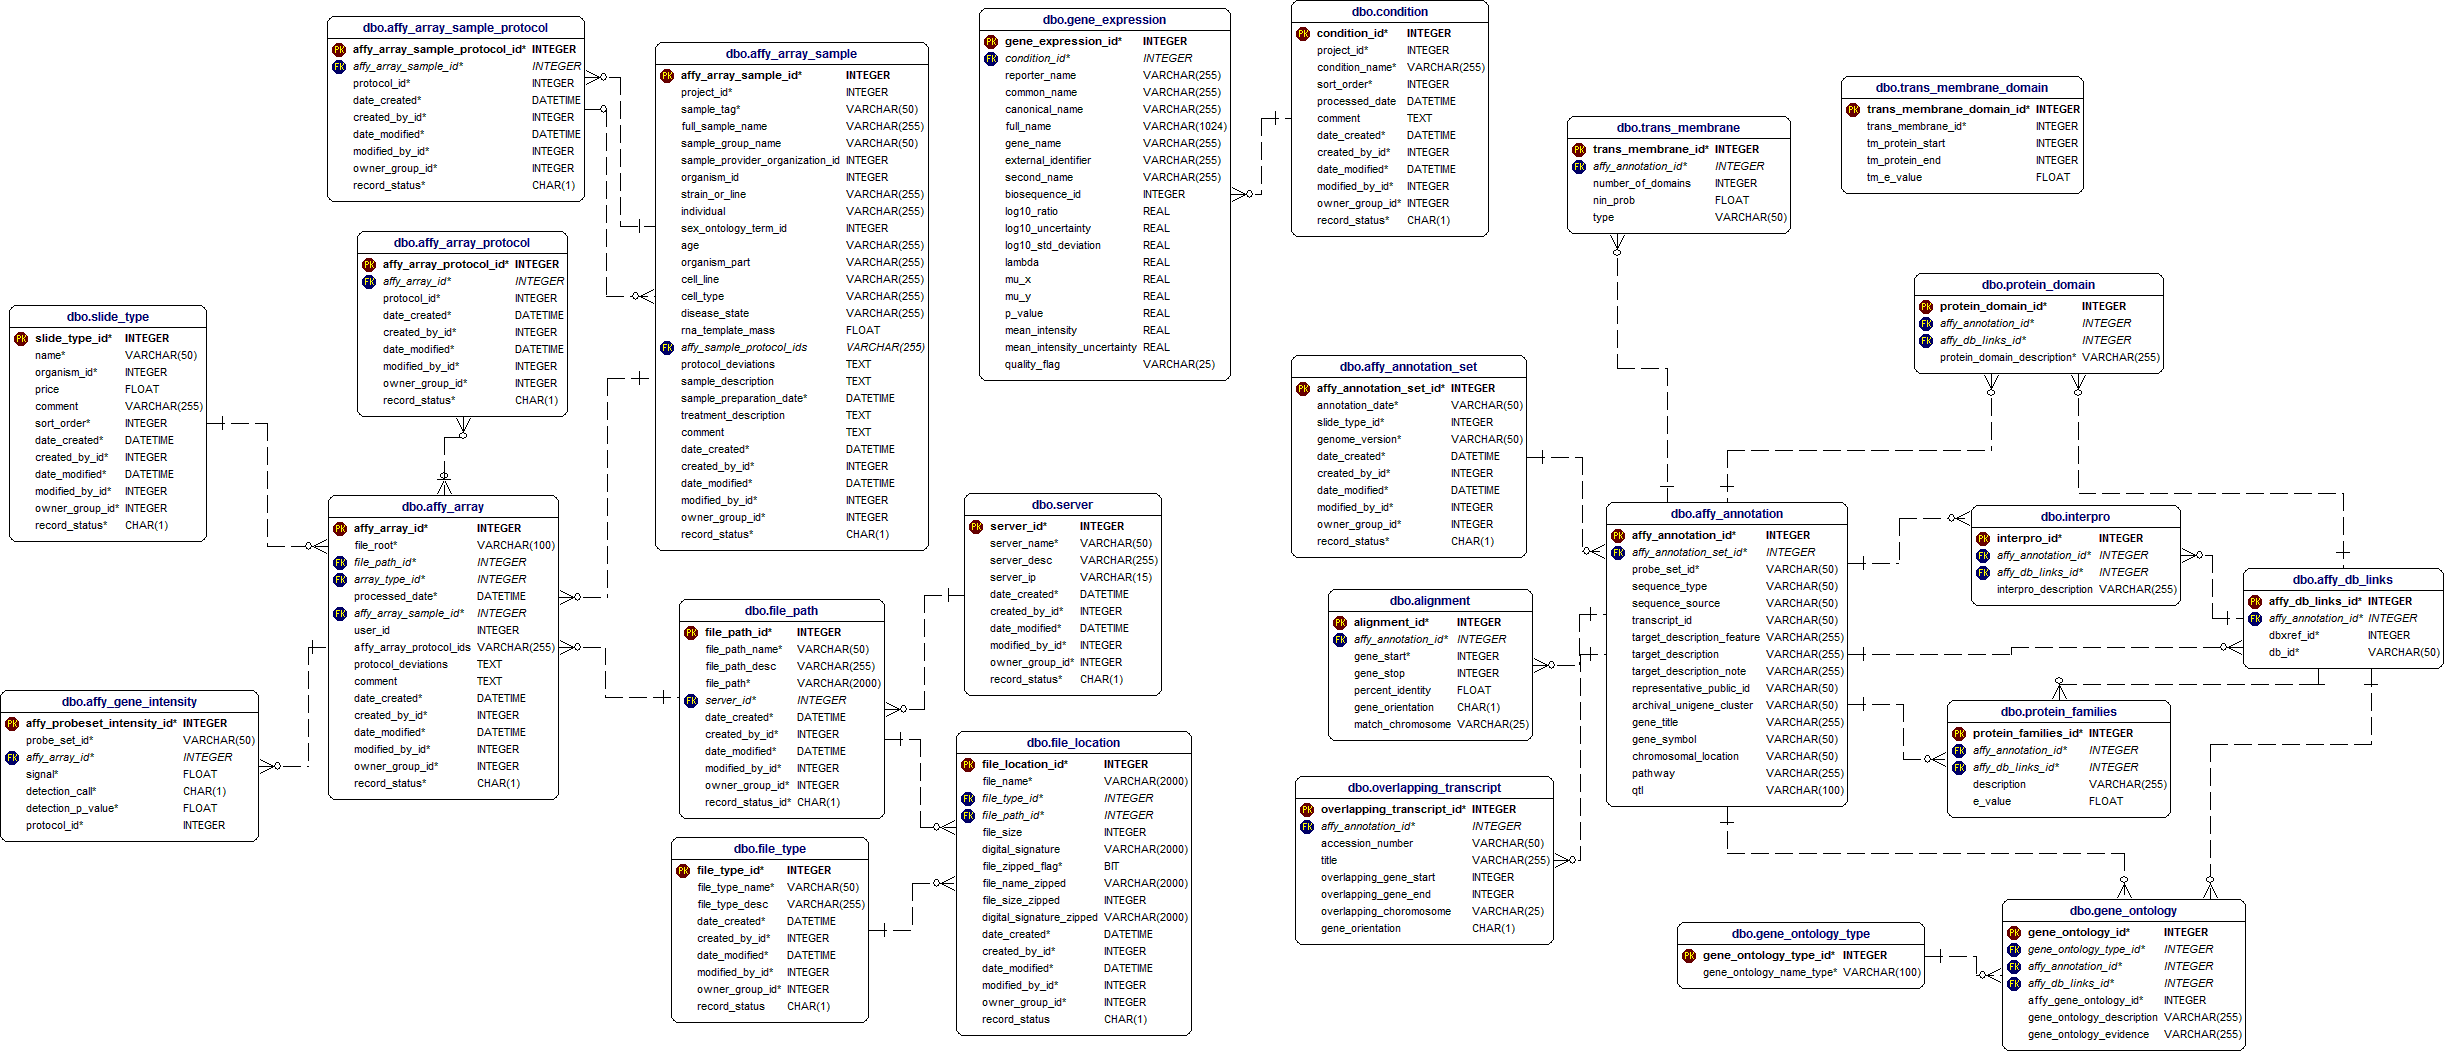 dbo.affy_array_sample_protocol
Pk affy_array_sample_protocol_id* INTEGER
Fk affy_array_sample_id* INTEGER
protocol_id* INTEGER
date_created* DATETIME
created_by_id* INTEGER
date_modified* DATETIME
modified_by_id* INTEGER
owner_group_id* INTEGER
record_status* CHAR(1)
dbo.affy_array_sample
Pk affy_array_sample_id* INTEGER
project_id* INTEGER
sample_tag* VARCHAR(50)
full_sample_name VARCHAR(255)
sample_group_name VARCHAR(50)
sample_provider_organization_id INTEGER
organism_id INTEGER
strain_or_line VARCHAR(255)
individual VARCHAR(255)
sex_ontology_term_id INTEGER
age VARCHAR(255)
organism_part VARCHAR(255)
cell_line VARCHAR(255)
cell_type VARCHAR(255)
disease_state VARCHAR(255)
rna_template_mass FLOAT
Fk affy_sample_protocol_ids VARCHAR(255)
protocol_deviations TEXT
sample_description TEXT
sample_preparation_date* DATETIME
treatment_description TEXT
comment TEXT
date_created* DATETIME
created_by_id* INTEGER
date_modified* DATETIME
modified_by_id* INTEGER
owner_group_id* INTEGER
record_status* CHAR(1)
dbo.gene_expression
Pk gene_expression_id* INTEGER
Fk condition_id* INTEGER
reporter_name VARCHAR(255)
common_name VARCHAR(255)
canonical_name VARCHAR(255)
full_name VARCHAR(1024)
gene_name VARCHAR(255)
external_identifier VARCHAR(255)
second_name VARCHAR(255)
biosequence_id INTEGER
log10_ratio REAL
log10_uncertainty REAL
log10_std_deviation REAL
lambda REAL
mu_x REAL
mu_y REAL
p_value REAL
mean_intensity REAL
mean_intensity_uncertainty REAL
quality_flag VARCHAR(25)
dbo.condition
Pk condition_id* INTEGER
project_id* INTEGER
condition_name* VARCHAR(255)
sort_order* INTEGER
processed_date DATETIME
comment TEXT
date_created* DATETIME
created_by_id* INTEGER
date_modified* DATETIME
modified_by_id* INTEGER
owner_group_id* INTEGER
record_status* CHAR(1)
dbo.trans_membrane
Pk trans_membrane_id* INTEGER
Fk affy_annotation_id* INTEGER
number_of_domains INTEGER
nin_prob FLOAT
type VARCHAR(50)
dbo.trans_membrane_domain
Pk trans_membrane_domain_id* INTEGER
trans_membrane_id* INTEGER
tm_protein_start INTEGER
tm_protein_end INTEGER
tm_e_value FLOAT
dbo.affy_array_protocol
Pk affy_array_protocol_id* INTEGER
Fk affy_array_id* INTEGER
protocol_id* INTEGER
date_created* DATETIME
created_by_id* INTEGER
date_modified* DATETIME
modified_by_id* INTEGER
owner_group_id* INTEGER
record_status* CHAR(1)
dbo.slide_type
Pk slide_type_id* INTEGER
name* VARCHAR(50)
organism_id* INTEGER
price FLOAT
comment VARCHAR(255)
sort_order* INTEGER
date_created* DATETIME
created_by_id* INTEGER
date_modified* DATETIME
modified_by_id* INTEGER
owner_group_id* INTEGER
record_status* CHAR(1)
dbo.protein_domain
Pk protein_domain_id* INTEGER
Fk affy_annotation_id* INTEGER
Fk affy_db_links_id* INTEGER
protein_domain_description* VARCHAR(255)
dbo.affy_annotation_set
Pk affy_annotation_set_id* INTEGER
annotation_date* VARCHAR(50)
slide_type_id* INTEGER
genome_version* VARCHAR(50)
date_created* DATETIME
created_by_id* INTEGER
date_modified* DATETIME
modified_by_id* INTEGER
owner_group_id* INTEGER
record_status* CHAR(1)
dbo.affy_array
Pk affy_array_id* INTEGER
file_root* VARCHAR(100)
Fk file_path_id* INTEGER
Fk array_type_id* INTEGER
processed_date* DATETIME
Fk affy_array_sample_id* INTEGER
user_id INTEGER
affy_array_protocol_ids VARCHAR(255)
protocol_deviations TEXT
comment TEXT
date_created* DATETIME
created_by_id* INTEGER
date_modified* DATETIME
modified_by_id* INTEGER
owner_group_id* INTEGER
record_status* CHAR(1)
dbo.server
Pk server_id* INTEGER
server_name* VARCHAR(50)
server_desc VARCHAR(255)
server_ip VARCHAR(15)
date_created* DATETIME
created_by_id* INTEGER
date_modified* DATETIME
modified_by_id* INTEGER
owner_group_id* INTEGER
record_status* CHAR(1)
dbo.affy_annotation
Pk affy_annotation_id* INTEGER
Fk affy_annotation_set_id* INTEGER
probe_set_id* VARCHAR(50)
sequence_type VARCHAR(50)
sequence_source VARCHAR(50)
transcript_id VARCHAR(50)
target_description_feature VARCHAR(255)
target_description VARCHAR(255)
target_description_note VARCHAR(255)
representative_public_id VARCHAR(50)
archival_unigene_cluster VARCHAR(50)
gene_title VARCHAR(255)
gene_symbol VARCHAR(50)
chromosomal_location VARCHAR(50)
pathway VARCHAR(255)
qtl VARCHAR(100)
dbo.interpro
Pk interpro_id* INTEGER
Fk affy_annotation_id* INTEGER
Fk affy_db_links_id* INTEGER
interpro_description VARCHAR(255)
dbo.affy_db_links
Pk affy_db_links_id* INTEGER
Fk affy_annotation_id* INTEGER
dbxref_id* INTEGER
db_id* VARCHAR(50)
dbo.alignment
Pk alignment_id* INTEGER
Fk affy_annotation_id* INTEGER
gene_start* INTEGER
gene_stop INTEGER
percent_identity FLOAT
gene_orientation CHAR(1)
match_chromosome VARCHAR(25)
dbo.file_path
Pk file_path_id* INTEGER
file_path_name* VARCHAR(50)
file_path_desc VARCHAR(255)
file_path* VARCHAR(2000)
Fk server_id* INTEGER
date_created* DATETIME
created_by_id* INTEGER
date_modified* DATETIME
modified_by_id* INTEGER
owner_group_id* INTEGER
record_status_id* CHAR(1)
dbo.affy_gene_intensity
Pk affy_probeset_intensity_id* INTEGER
probe_set_id* VARCHAR(50)
Fk affy_array_id* INTEGER
signal* FLOAT
detection_call* CHAR(1)
detection_p_value* FLOAT
protocol_id* INTEGER
dbo.protein_families
Pk protein_families_id* INTEGER
Fk affy_annotation_id* INTEGER
Fk affy_db_links_id* INTEGER
description VARCHAR(255)
e_value FLOAT
dbo.file_location
Pk file_location_id* INTEGER
file_name* VARCHAR(2000)
Fk file_type_id* INTEGER
Fk file_path_id* INTEGER
file_size INTEGER
digital_signature VARCHAR(2000)
file_zipped_flag* BIT
file_name_zipped VARCHAR(2000)
file_size_zipped INTEGER
digital_signature_zipped VARCHAR(2000)
date_created* DATETIME
created_by_id* INTEGER
date_modified* DATETIME
modified_by_id* INTEGER
owner_group_id* INTEGER
record_status CHAR(1)
dbo.overlapping_transcript
Pk overlapping_transcript_id* INTEGER
Fk affy_annotation_id* INTEGER
accession_number VARCHAR(50)
title VARCHAR(255)
overlapping_gene_start INTEGER
overlapping_gene_end INTEGER
overlapping_choromosome VARCHAR(25)
gene_orientation CHAR(1)
dbo.file_type
Pk file_type_id* INTEGER
file_type_name* VARCHAR(50)
file_type_desc VARCHAR(255)
date_created* DATETIME
created_by_id* INTEGER
date_modified* DATETIME
modified_by_id* INTEGER
owner_group_id* INTEGER
record_status CHAR(1)
dbo.gene_ontology_type
Pk gene_ontology_type_id* INTEGER
gene_ontology_name_type* VARCHAR(100)
dbo.gene_ontology
Pk gene_ontology_id* INTEGER
Fk gene_ontology_type_id* INTEGER
Fk affy_annotation_id* INTEGER
Fk affy_db_links_id* INTEGER
affy_gene_ontology_id* INTEGER
gene_ontology_description VARCHAR(255)
gene_ontology_evidence VARCHAR(255)